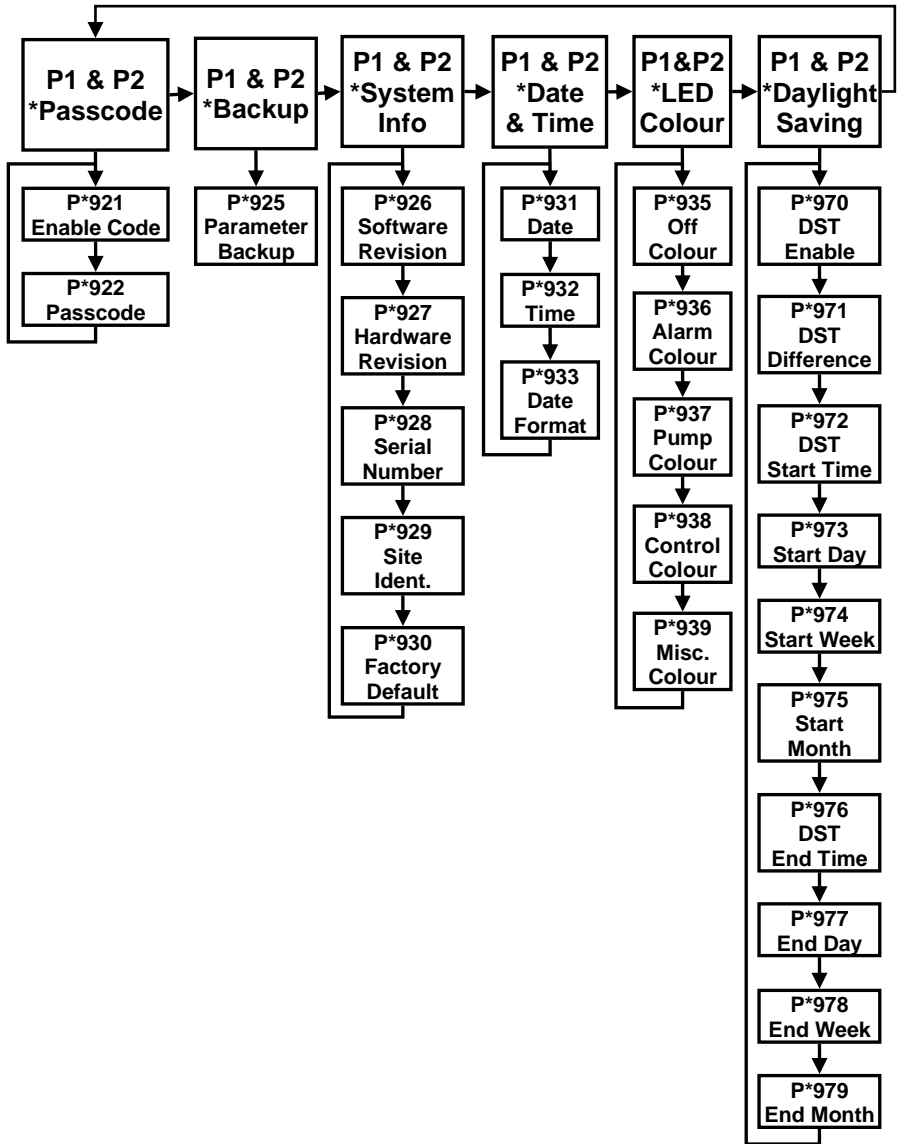 P1 & P2
*Passcode
P*921
Enable Code
P*922
Passcode
P1 & P2
*Backup
P*925
Parameter
Backup
P1 & P2
*System
Info
P*926
Software
Revision
P*927
Hardware
Revision
P*928
Serial
Number
P*929
Site
Ident.
P*930
Factory
Default
P1 & P2
*Date
& Time
P*931
Date
P*932
Time
P*933
Date
Format
P1&P2
*LED
Colour
P*935
Off
Colour
P*936
Alarm
Colour
P*937
Pump
Colour
P*938
Control
Colour
P*939
Misc.
Colour
P1 & P2
*Daylight
Saving
P*970
DST
Enable
P*971
DST
Difference
P*972
DST
Start Time
P*973
Start Day
P*974
Start Week
P*975
Start
Month
P*976
DST
End Time
P*977
End Day
P*978
End Week
P*979
End Month